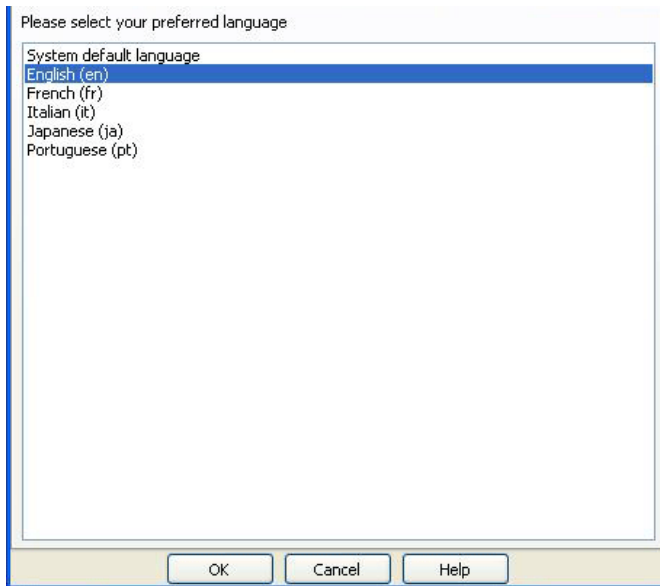 Please select your preferred language
System default language
English (en)
French (fr)
Italian (it)
Japanese (ja)
Portuguese (pt)
OK Cancel Help